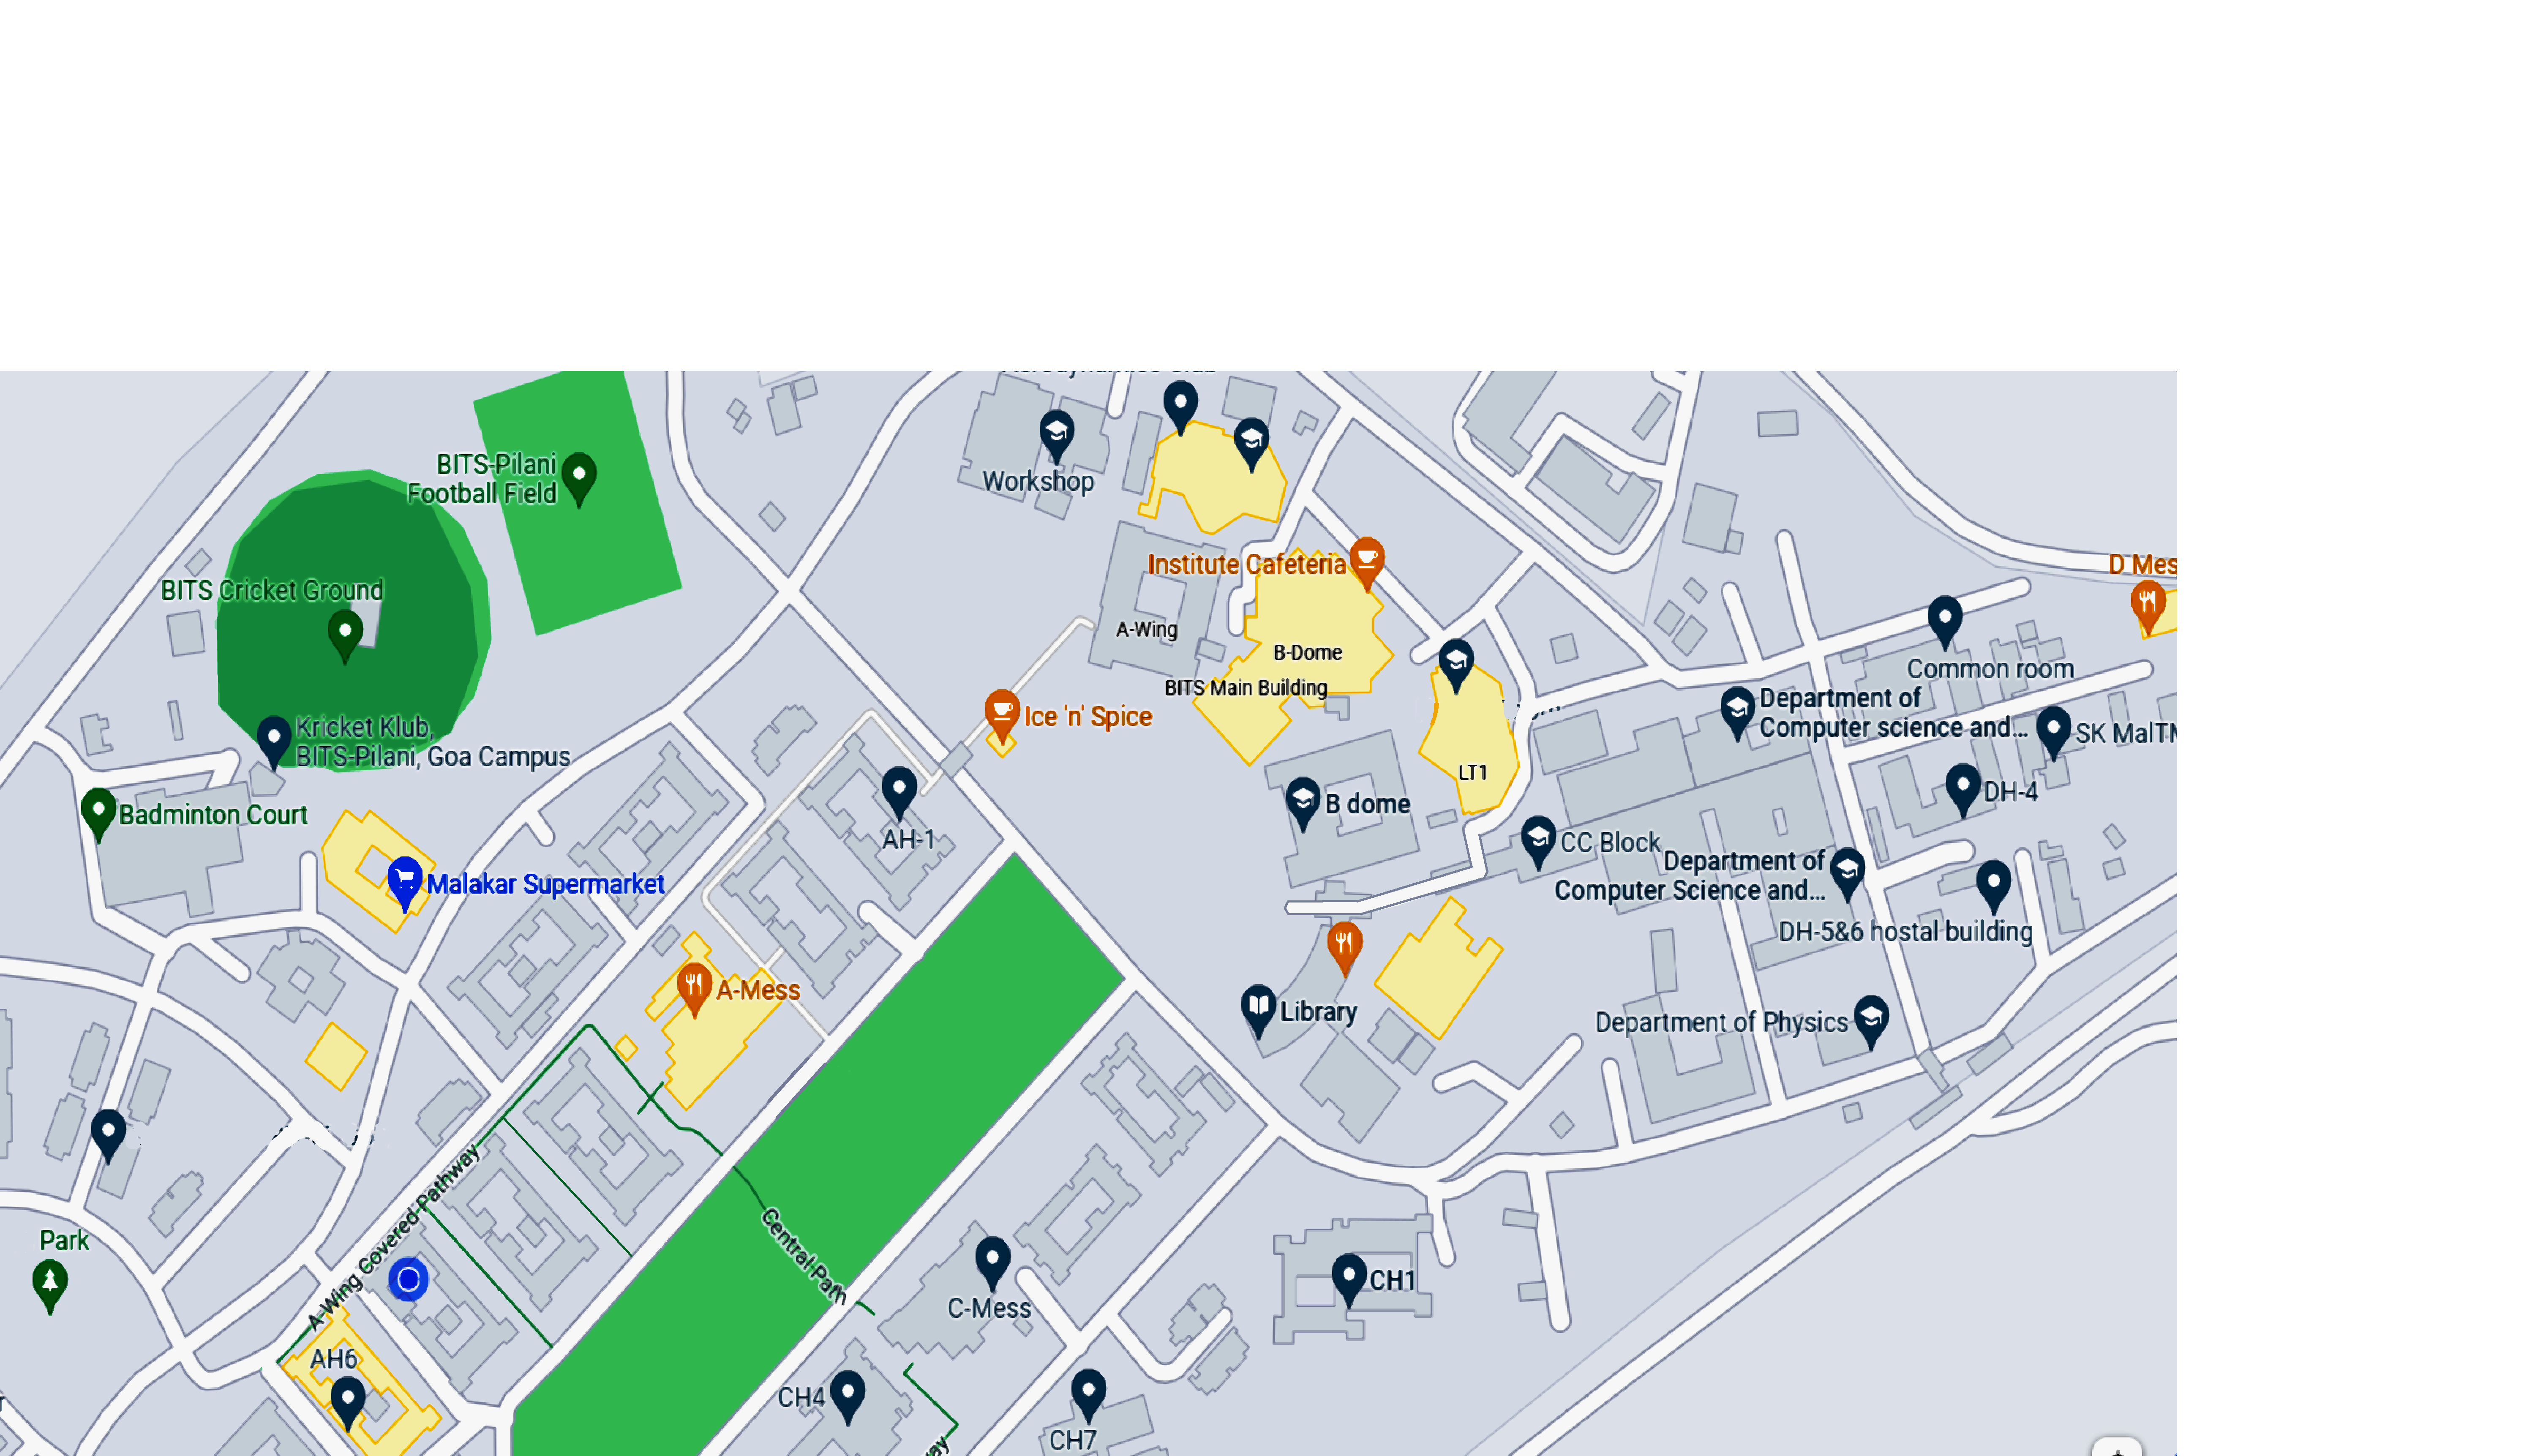 BITS-Pilani
Football Field
Workshop
Institute Cafeteria
D Mes
BITS Cricket Ground
A-Wing
B-Dome
Common room
BITS Main Building
Ice 'n' Spice
Department of
Computer science and...
Kricket Klub,
BITS-Pilani, Goa Campus
SK MalTM
LT1
DH-4
Badminton Court
B dome
AH-1
CC Block
Malakar Supermarket
Department of
Computer Science and...
DH-5&6 hostal building
A-Mess
Library
Department of Physics
A-Wing Covered Pathway
Park
Central Path
CH1
C-Mess
AH6
CH4
CH7